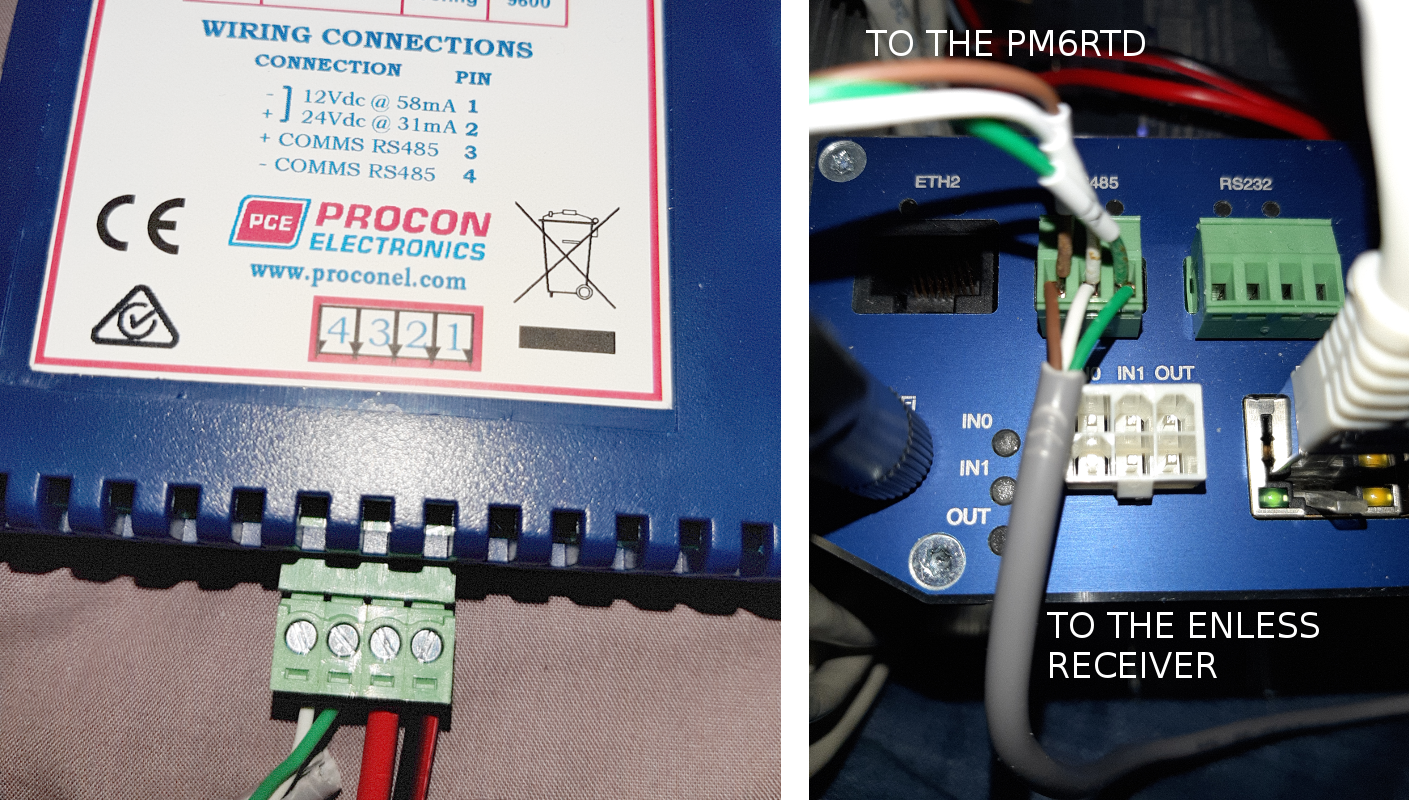 9600
WIRING CONNECTIONS
CONNECTION PIN
- 12Vdc @ 58mA 1
+ 24Vdc @ 31mA 2
+ COMMS RS485 3
- COMMS RS485 4
CE
PGE PROCON
ELECTRONICS
www.proconel.com
4 3 2 1
TO THE PM6RTD
ETH2 485 RS232
IN1 OUT
IN0
IN1
OUT
TO THE ENLESS
RECEIVER